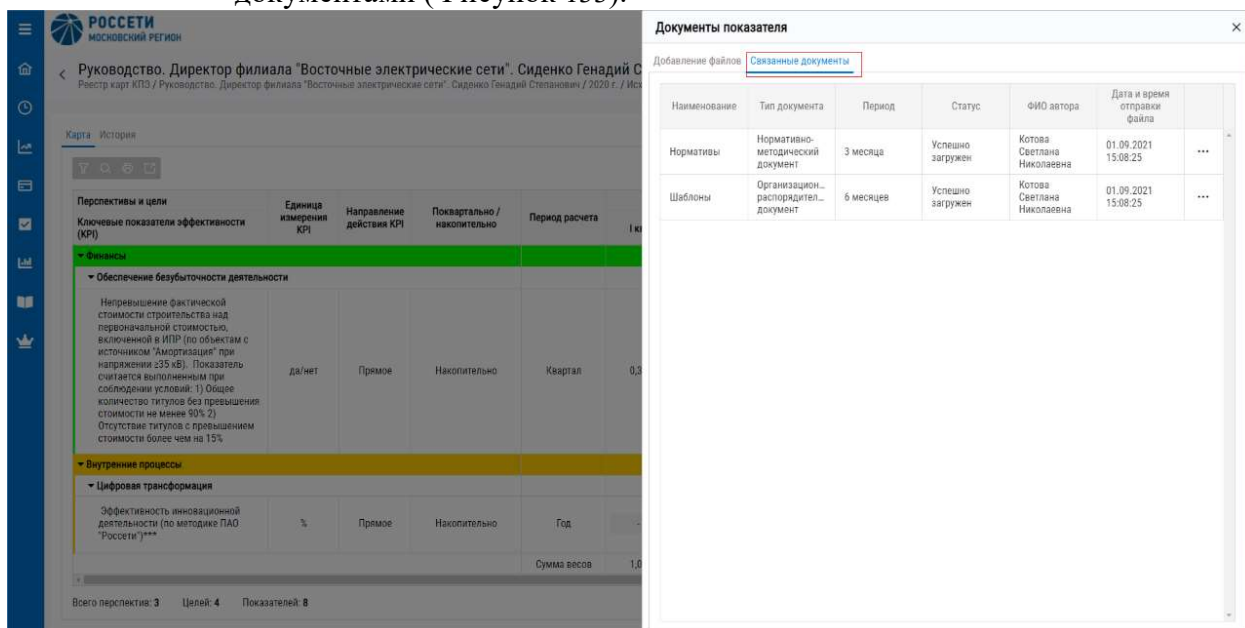 документами ( Рисунок 133).
РОССЕТИ
МОСКОВСКИЙ РЕГИОН
Руководство. Директор филиала "Восточные электрические сети". Сиденко Генадий С
Реестр карт КПЭ / Руководство. Директор филиала "Восточные электрические сети". Сиденко Генадий Степанович / 2020 г. / Исх
Карта История
Перспективы и цели
Ключевые показатели эффективности
(KPI)
Единица
измерения
KPI
Направление
действия KPI
Поквартально /
накопительно
Период расчета
I кв
Финансы
Обеспечение безубыточности деятельности
Непревышение фактической
стоимости строительства над
первоначальной стоимостью,
включенной в ИПР (по объектам с
источником "Амортизация" при
напряжении ≥35 кВ). Показатель
считается выполненным при
соблюдении условий: 1) Общее
количество титулов без превышения
стоимости не менее 90% 2)
Отсутствие титулов с превышением
стоимости более чем на 15%
да/нет
Прямое
Накопительно
Квартал
0,3
Внутренние процессы
Цифровая трансформация
Эффективность инновационной
деятельности (по методике ПАО
"Россети")***
%
Прямое
Накопительно
Год
-
Сумма весов
1,0
Всего перспектив: 3 Целей: 4 Показателей: 8
Документы показателя
Добавление файлов Связанные документы
Наименование
Тип документа
Период
Статус
ФИО автора
Дата и время
отправки
файла
Нормативы
Нормативно-
методический
документ
3 месяца
Успешно
загружен
Котова
Светлана
Николаевна
01.09.2021
15:08:25
Шаблоны
Организацион...
распорядител...
документ
6 месяцев
Успешно
загружен
Котова
Светлана
Николаевна
01.09.2021
15:08:25